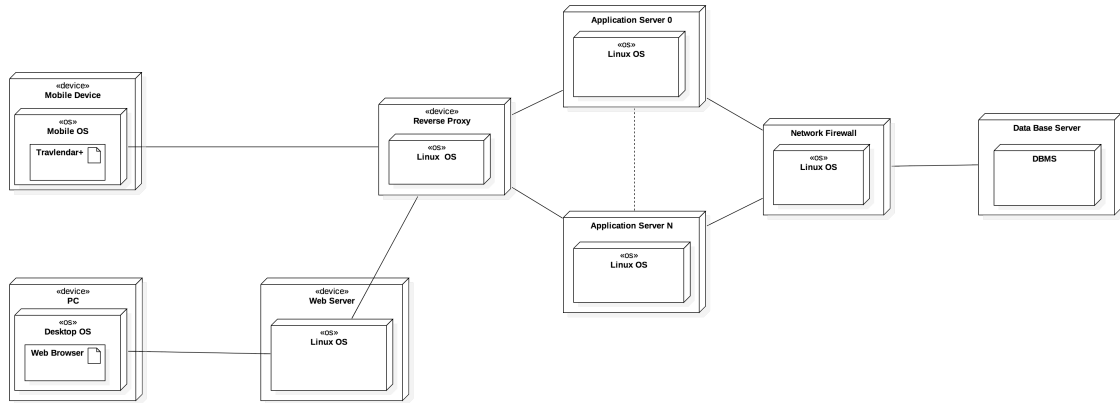 «device»
Mobile Device
«os»
Mobile OS
Travlendar+
«device»
PC
«os»
Desktop OS
Web Browser
«device»
Web Server
«os»
Linux OS
«device»
Reverse Proxy
«os»
Linux OS
Application Server 0
«os»
Linux OS
Application Server N
«os»
Linux OS
Network Firewall
«os»
Linux OS
Data Base Server
DBMS